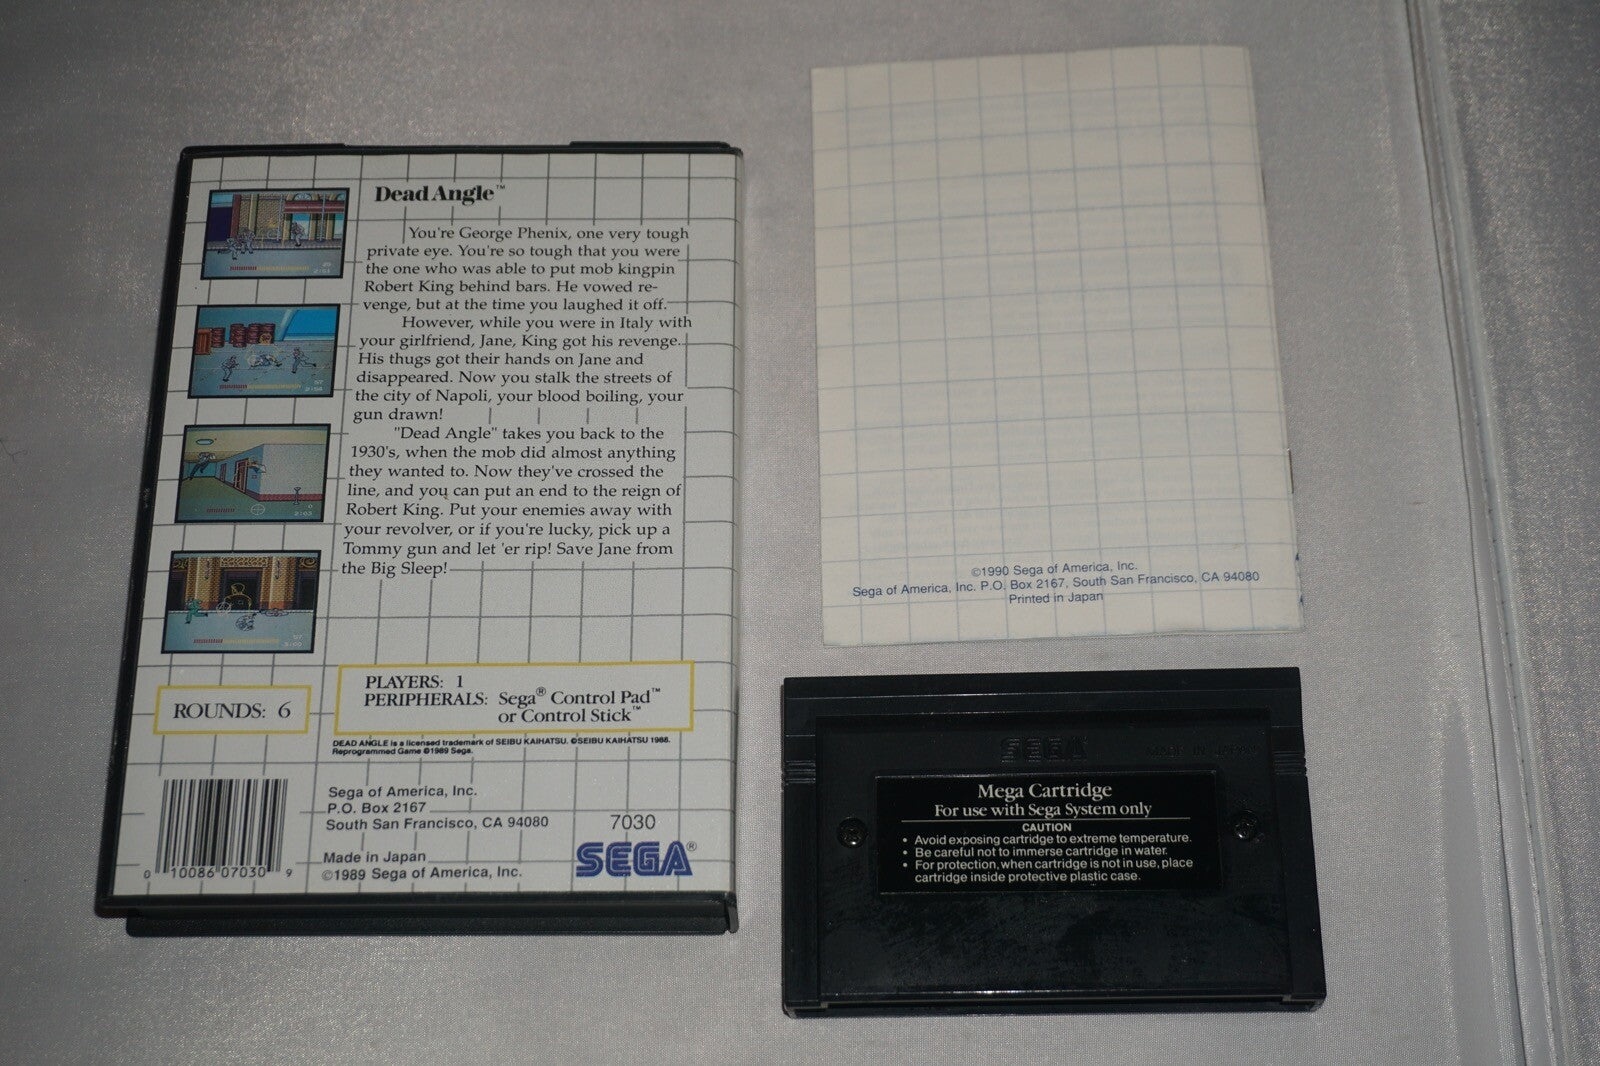 Dead Angle™
You're George Phenix, one very tough
private eye. You're so tough that you were
the one who was able to put mob kingpin
Robert King behind bars. He vowed re-
venge, but at the time you laughed it off.
However, while you were in Italy with
your girlfriend, Jane, King got his revenge.
His thugs got their hands on Jane and
disappeared. Now you stalk the streets of
the city of Napoli, your blood boiling, your
gun drawn!
"Dead Angle" takes you back to the
1930's, when the mob did almost anything
they wanted to. Now they've crossed the
line, and you can put an end to the reign of
Robert King. Put your enemies away with
your revolver, or if you're lucky, pick up a
Tommy gun and let 'er rip! Save Jane from
the Big Sleep!
ROUNDS: 6
PLAYERS: 1
PERIPHERALS: Sega® Control Pad™
or Control Stick™
DEAD ANGLE is a licensed trademark of SEIBU KAIHATSU. ©SEIBU KAIHATSU 1988.
Reprogrammed Game ©1989 Sega.
Sega of America, Inc.
P.O. Box 2167
South San Francisco, CA 94080
7030
Made in Japan
©1989 Sega of America, Inc.
SEGA®
0 10086 07030 9
©1990 Sega of America, Inc.
Sega of America, Inc. P.O. Box 2167, South San Francisco, CA 94080
Printed in Japan
SEGA
MADE IN JAPAN
Mega Cartridge
For use with Sega System only
CAUTION
• Avoid exposing cartridge to extreme temperature.
• Be careful not to immerse cartridge in water.
• For protection, when cartridge is not in use, place
cartridge inside protective plastic case.